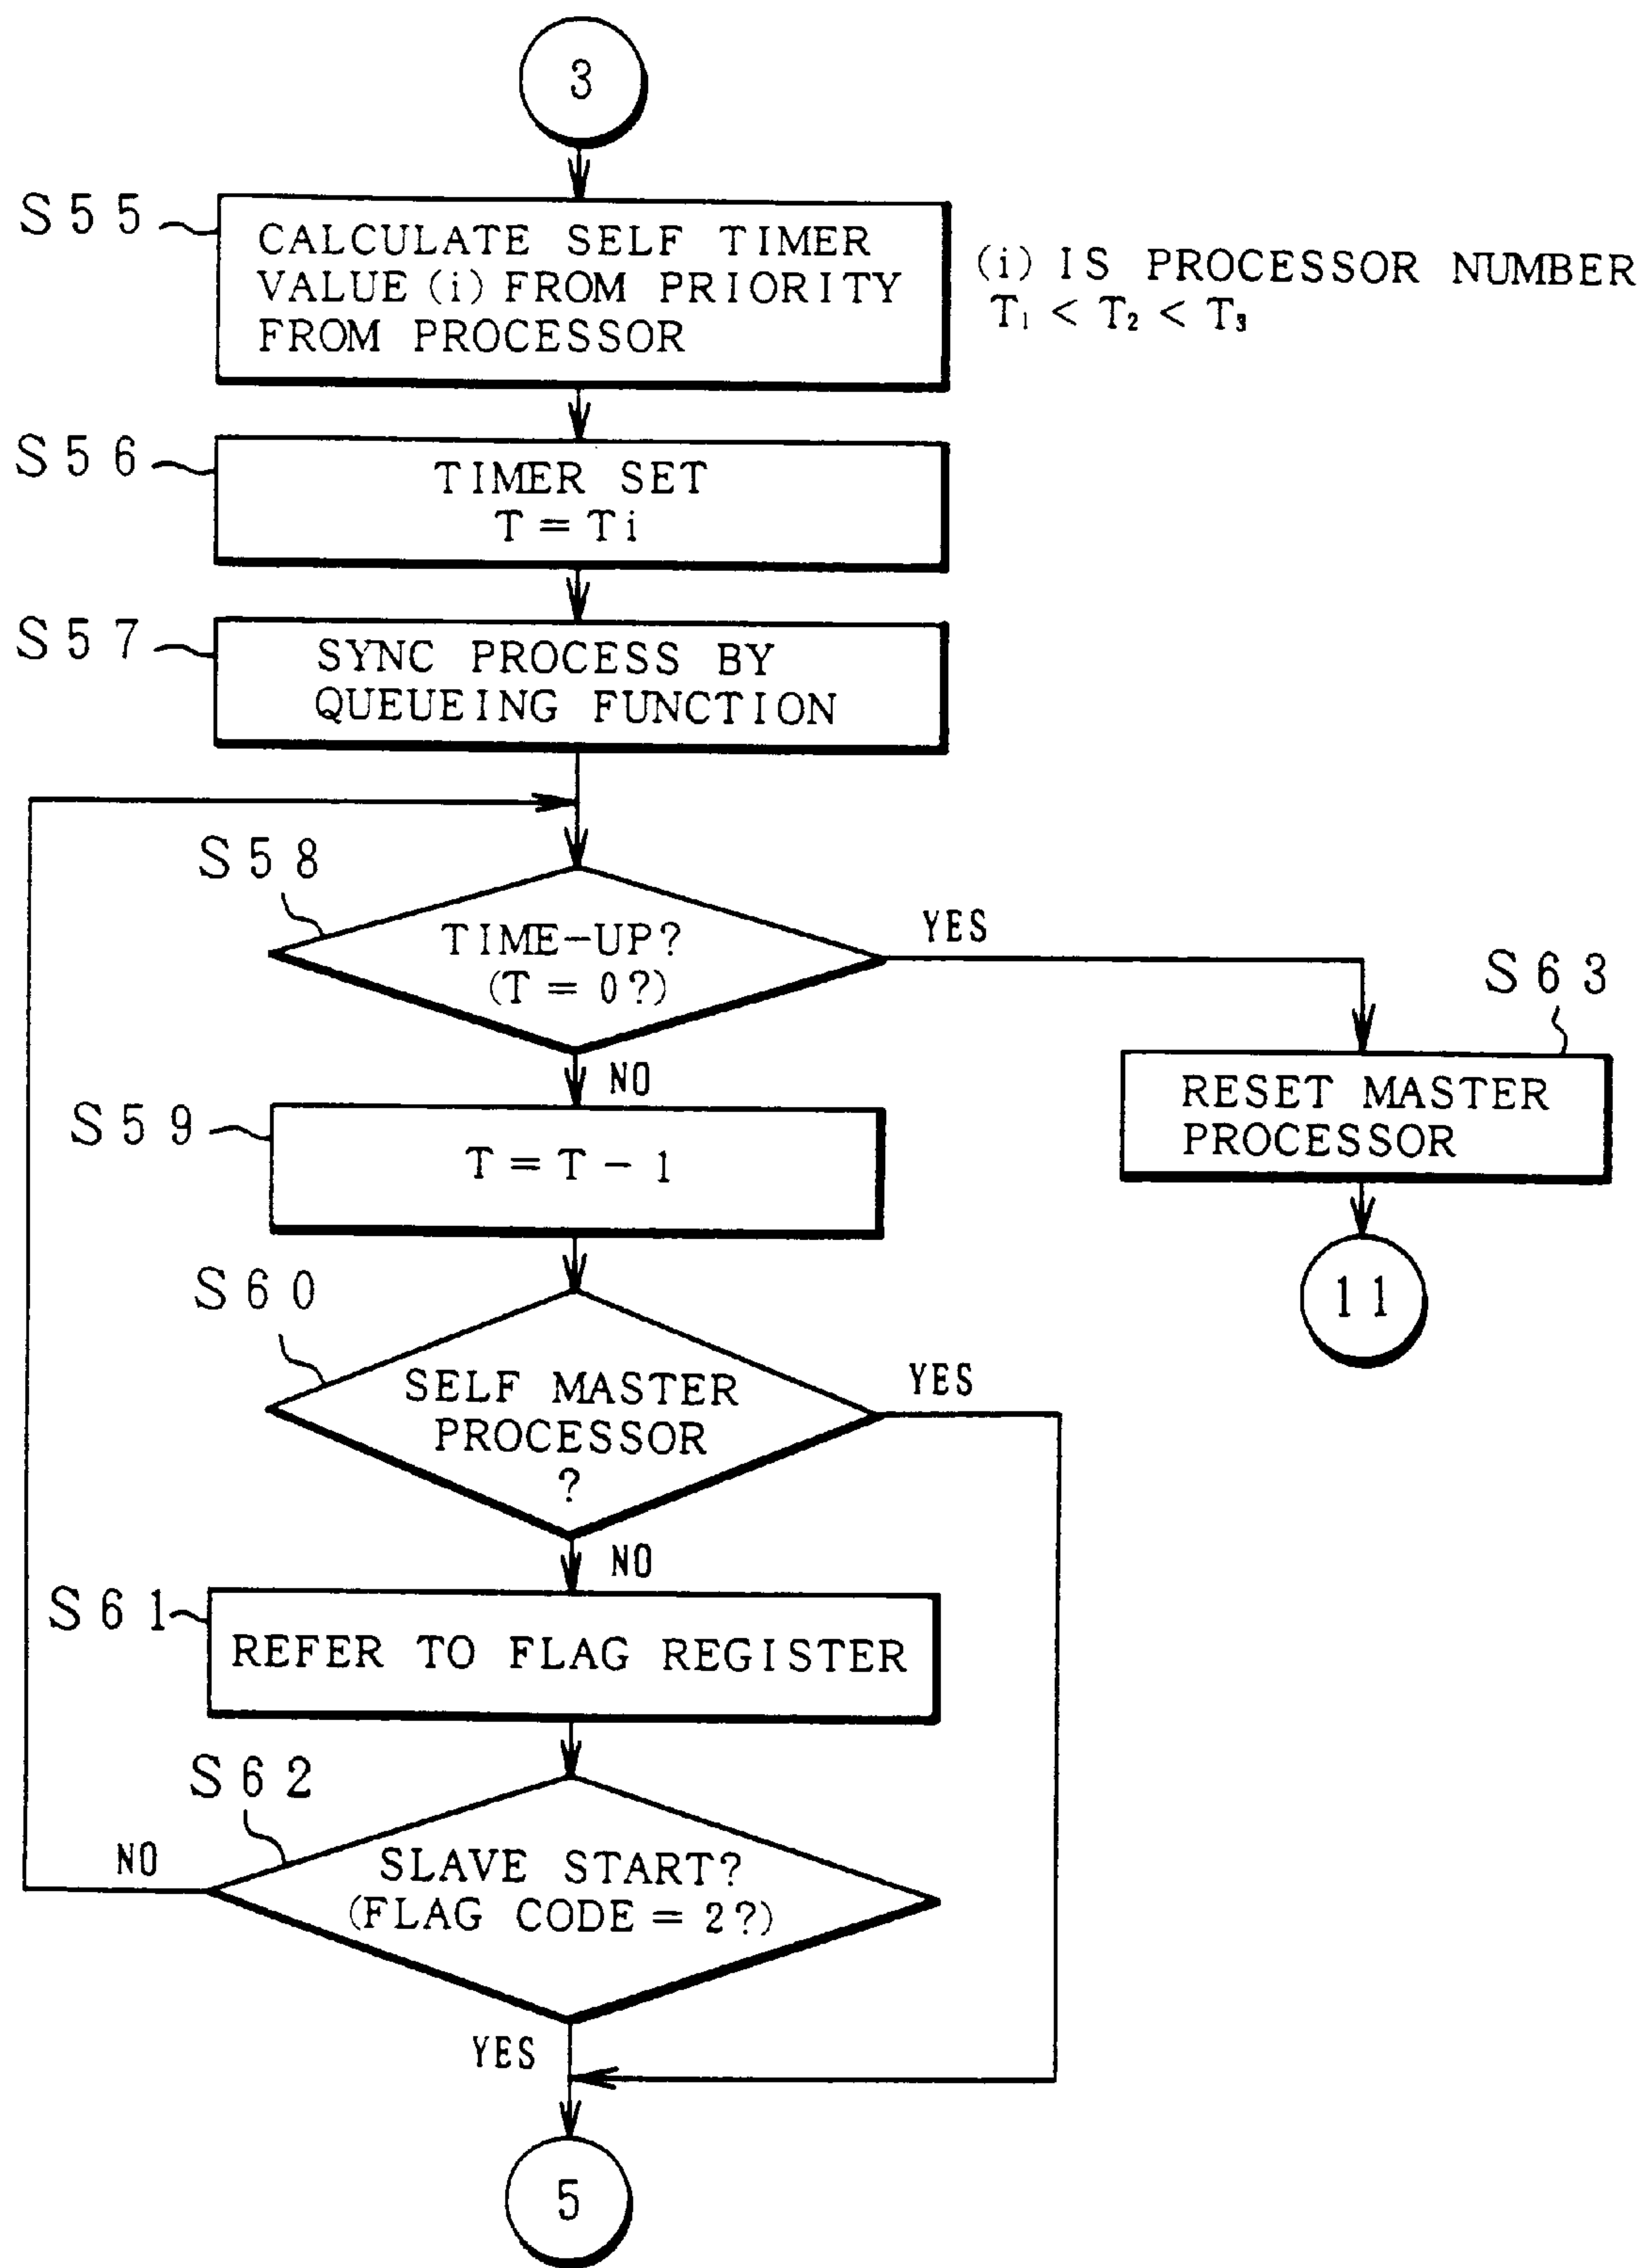 3
S55
CALCULATE SELF TIMER
VALUE (i) FROM PRIORITY
FROM PROCESSOR
(i) IS PROCESSOR NUMBER
T₁ < T₂ < T₃
S56
TIMER SET
T = Ti
S57
SYNC PROCESS BY
QUEUEING FUNCTION
S58
TIME-UP?
(T = 0?)
YES
NO
S63
RESET MASTER
PROCESSOR
11
S59
T = T - 1
S60
SELF MASTER
PROCESSOR
?
YES
NO
S61
REFER TO FLAG REGISTER
S62
SLAVE START?
(FLAG CODE = 2?)
NO
YES
5